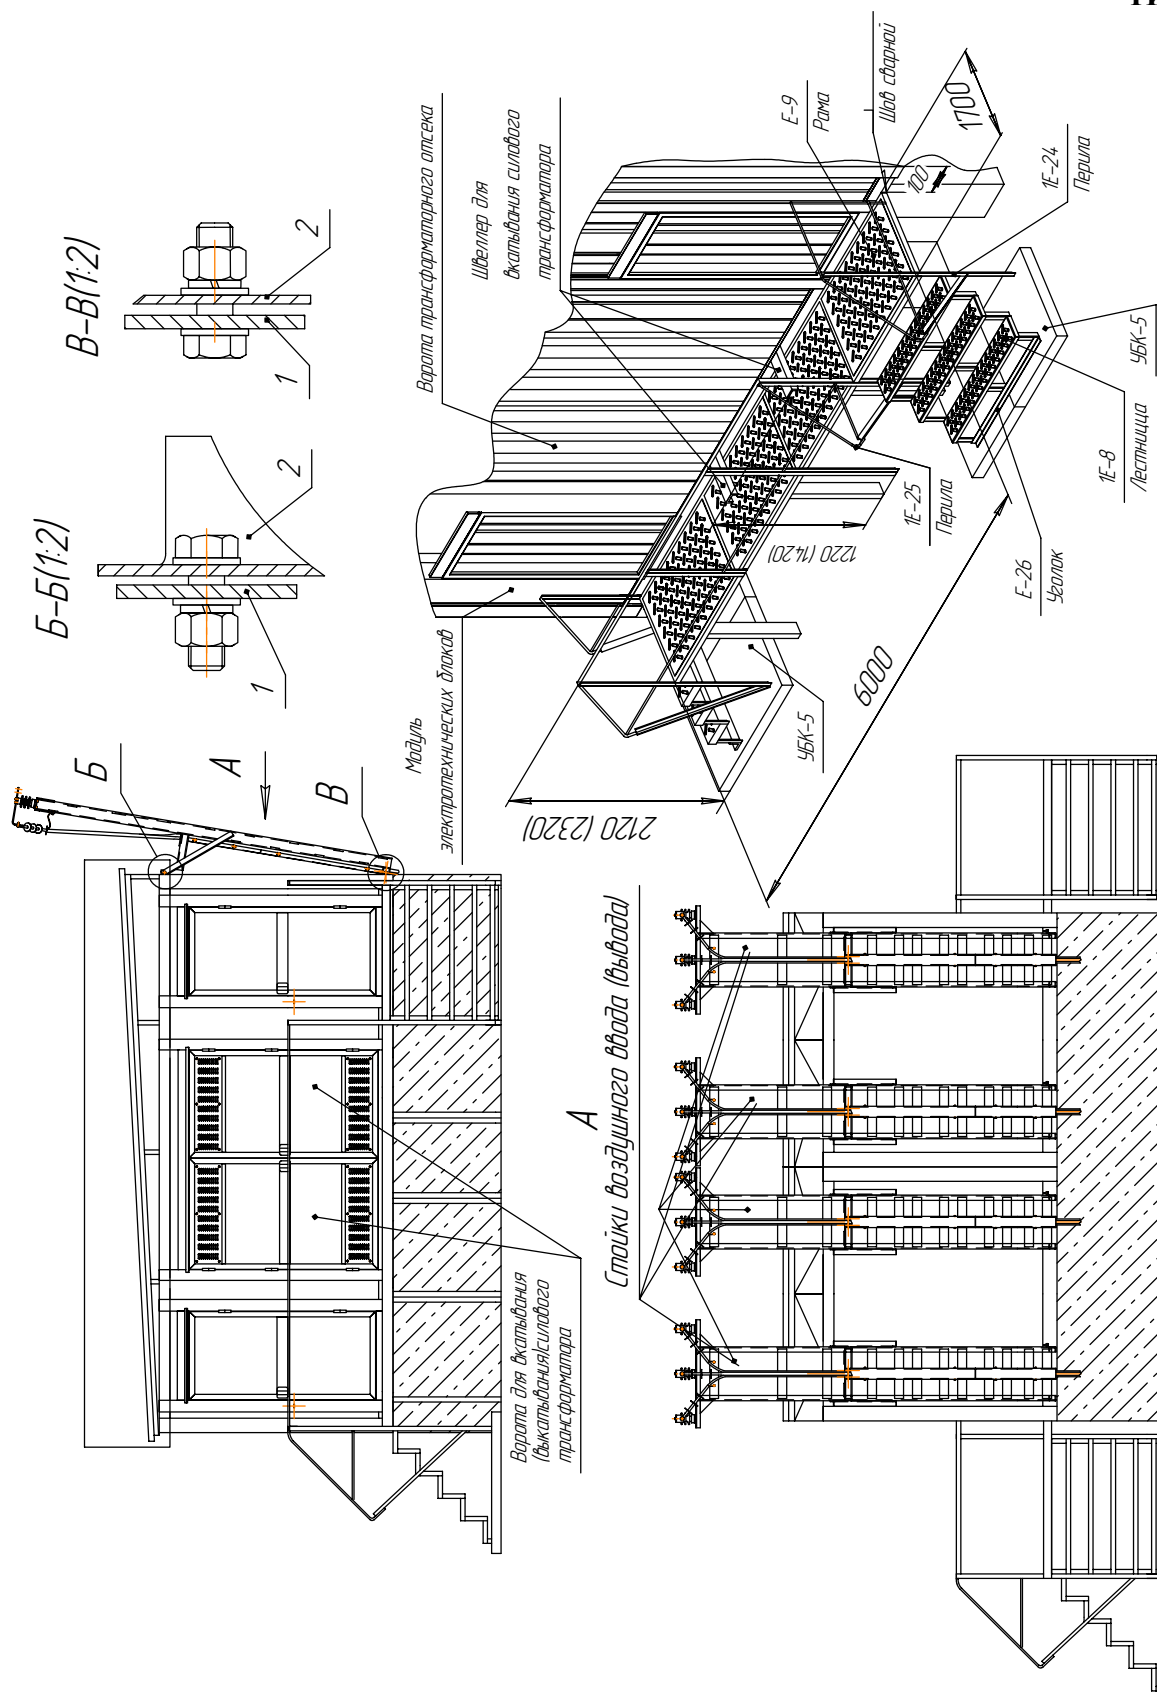 Б-Б(1:2)
1
2
В-В(1:2)
1
2
Б
А
В
Ворота для вкатывания
(выкатывания)силового
трансформатора
Модуль
электротехнических блоков
Ворота трансформаторного отсека
Швеллер для
вкатывания силового
трансформатора
Е-9
Рама
Шов сварной
1700
100
1Е-24
Перила
УБК-5
1Е-8
Лестницца
Е-26
Уголок
1Е-25
Перила
1220 (1420)
6000
УБК-5
2120 (2320)
А
Стойки воздушного ввода (вывода)